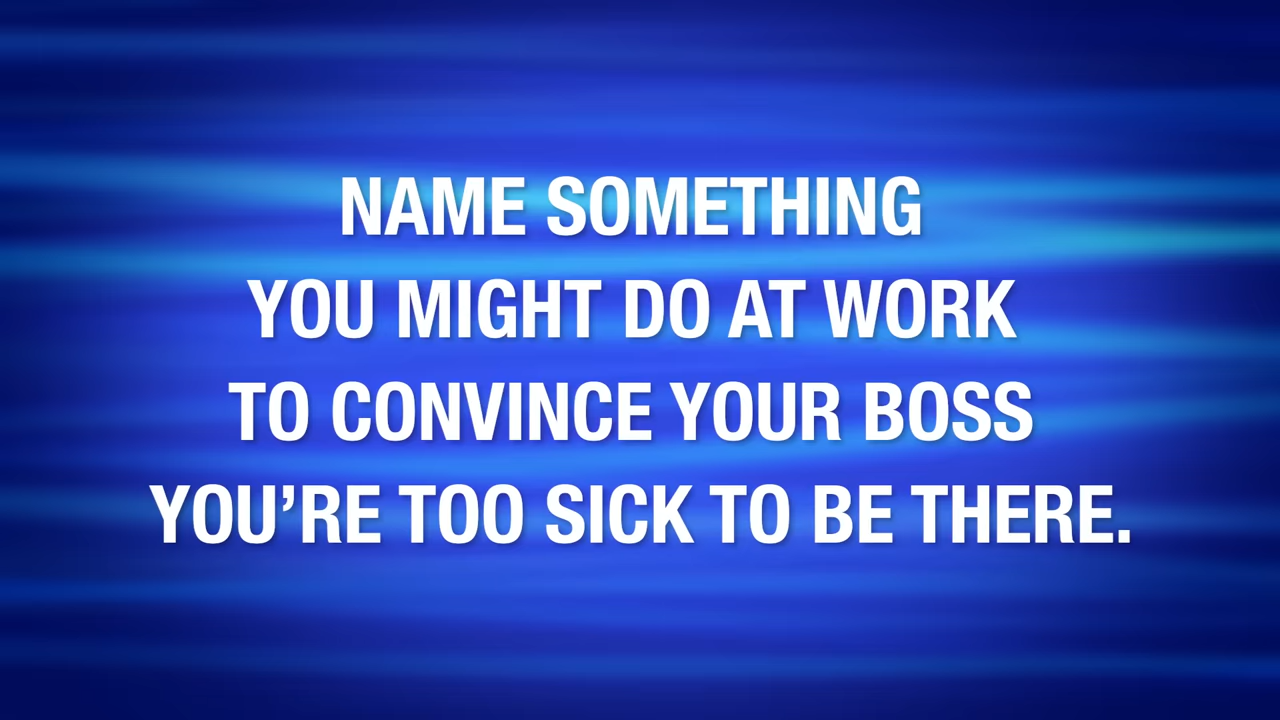 NAME SOMETHING
YOU MIGHT DO AT WORK
TO CONVINCE YOUR BOSS
YOU’RE TOO SICK TO BE THERE.